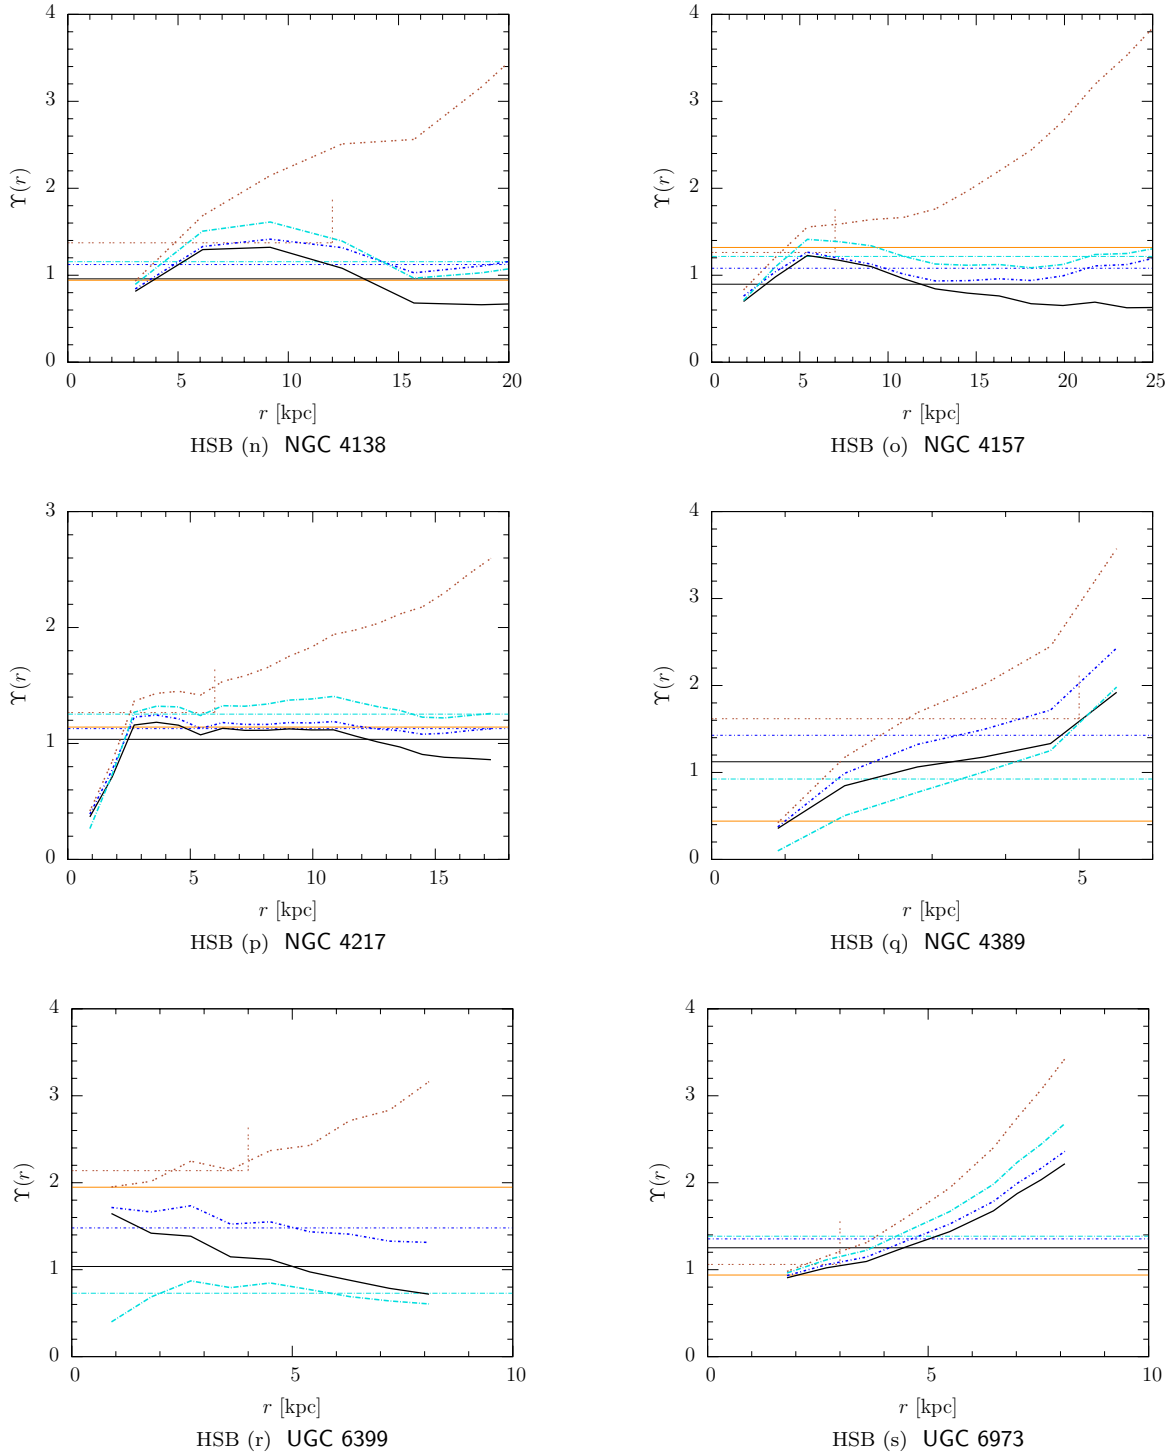 4
3
2
1
0
ϒ(r)
0 5 10 15 20
r [kpc]
HSB (n) NGC 4138
4
3
2
1
0
ϒ(r)
0 5 10 15 20 25
r [kpc]
HSB (o) NGC 4157
3
2
1
0
ϒ(r)
0 5 10 15
r [kpc]
HSB (p) NGC 4217
4
3
2
1
0
ϒ(r)
0 5
r [kpc]
HSB (q) NGC 4389
4
3
2
1
0
ϒ(r)
0 5 10
r [kpc]
HSB (r) UGC 6399
4
3
2
1
0
ϒ(r)
0 5 10
r [kpc]
HSB (s) UGC 6973